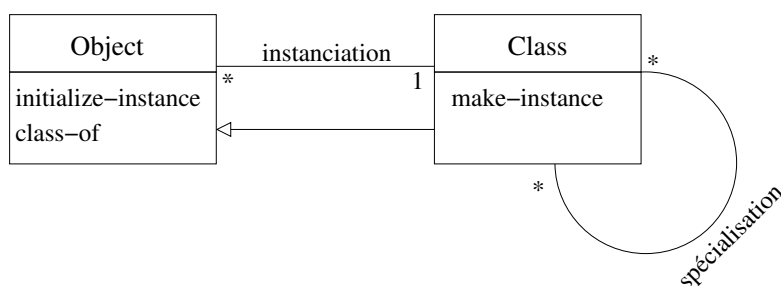 Object
instanciation
Class
*
1
*
initialize−instance
class−of
make−instance
*
spécialisation